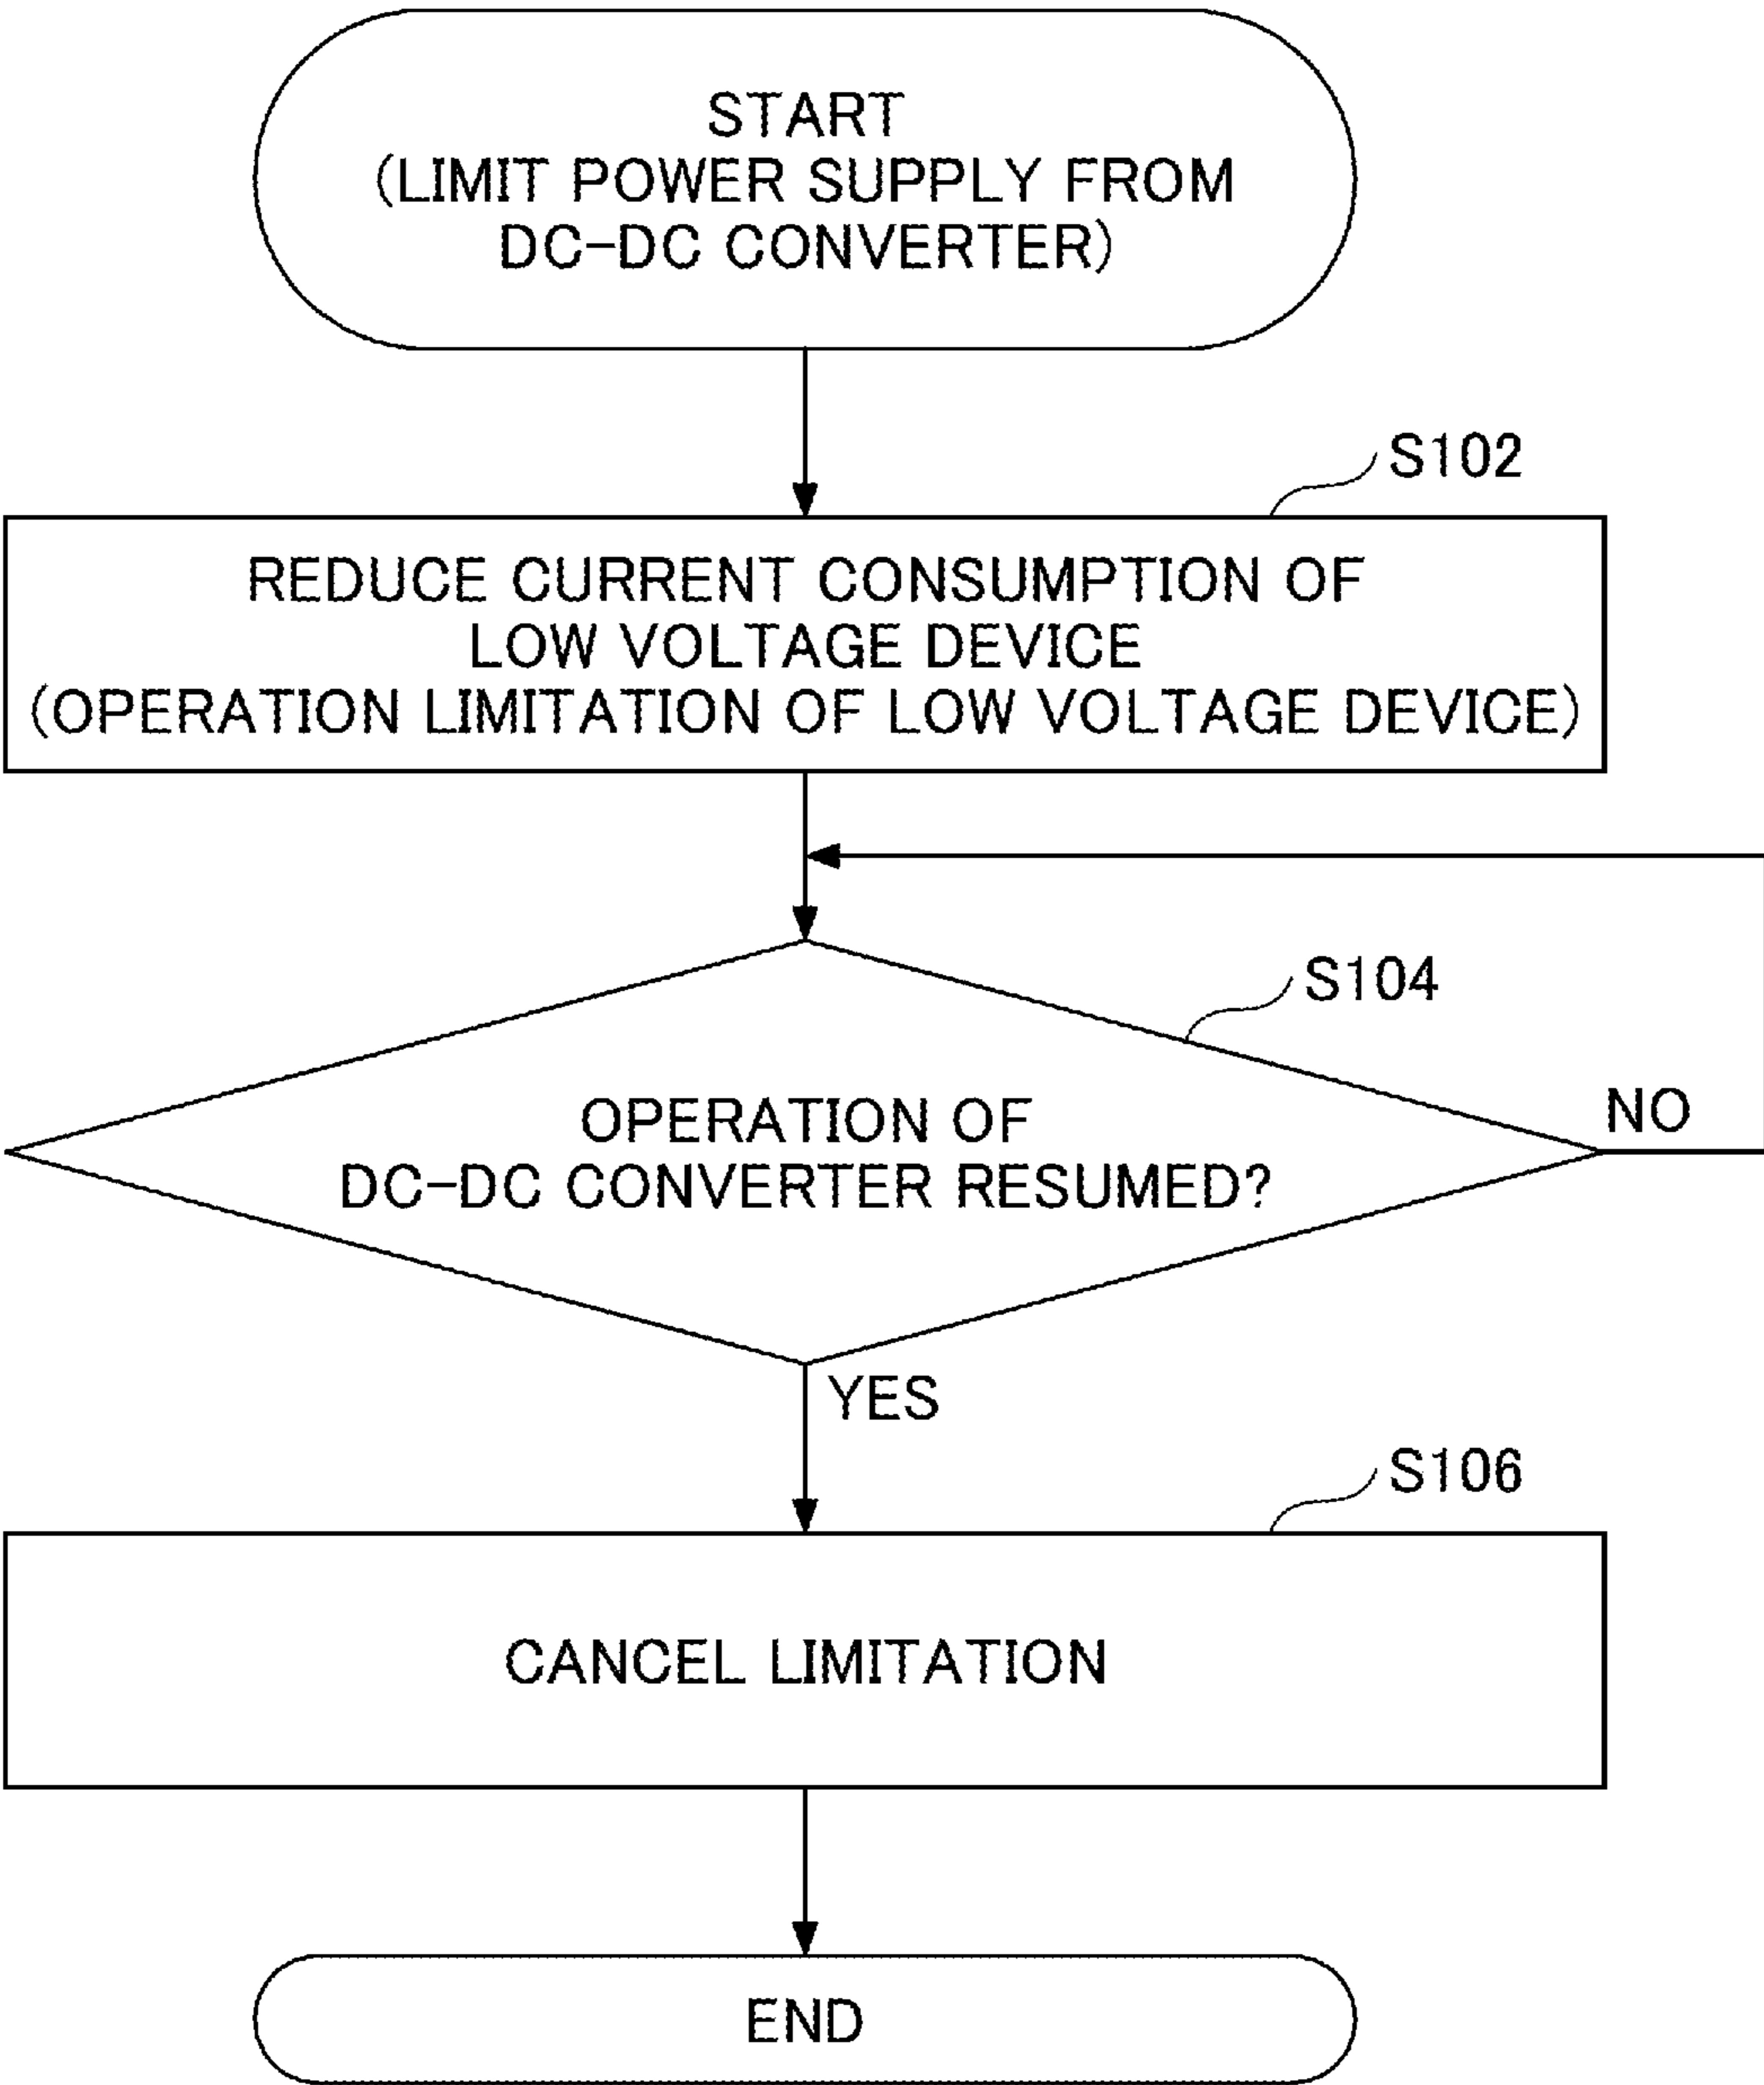 START
(LIMIT POWER SUPPLY FROM
DC-DC CONVERTER)
S102
REDUCE CURRENT CONSUMPTION OF
LOW VOLTAGE DEVICE
(OPERATION LIMITATION OF LOW VOLTAGE DEVICE)
S104
OPERATION OF
DC-DC CONVERTER RESUMED?
NO
YES
S106
CANCEL LIMITATION
END